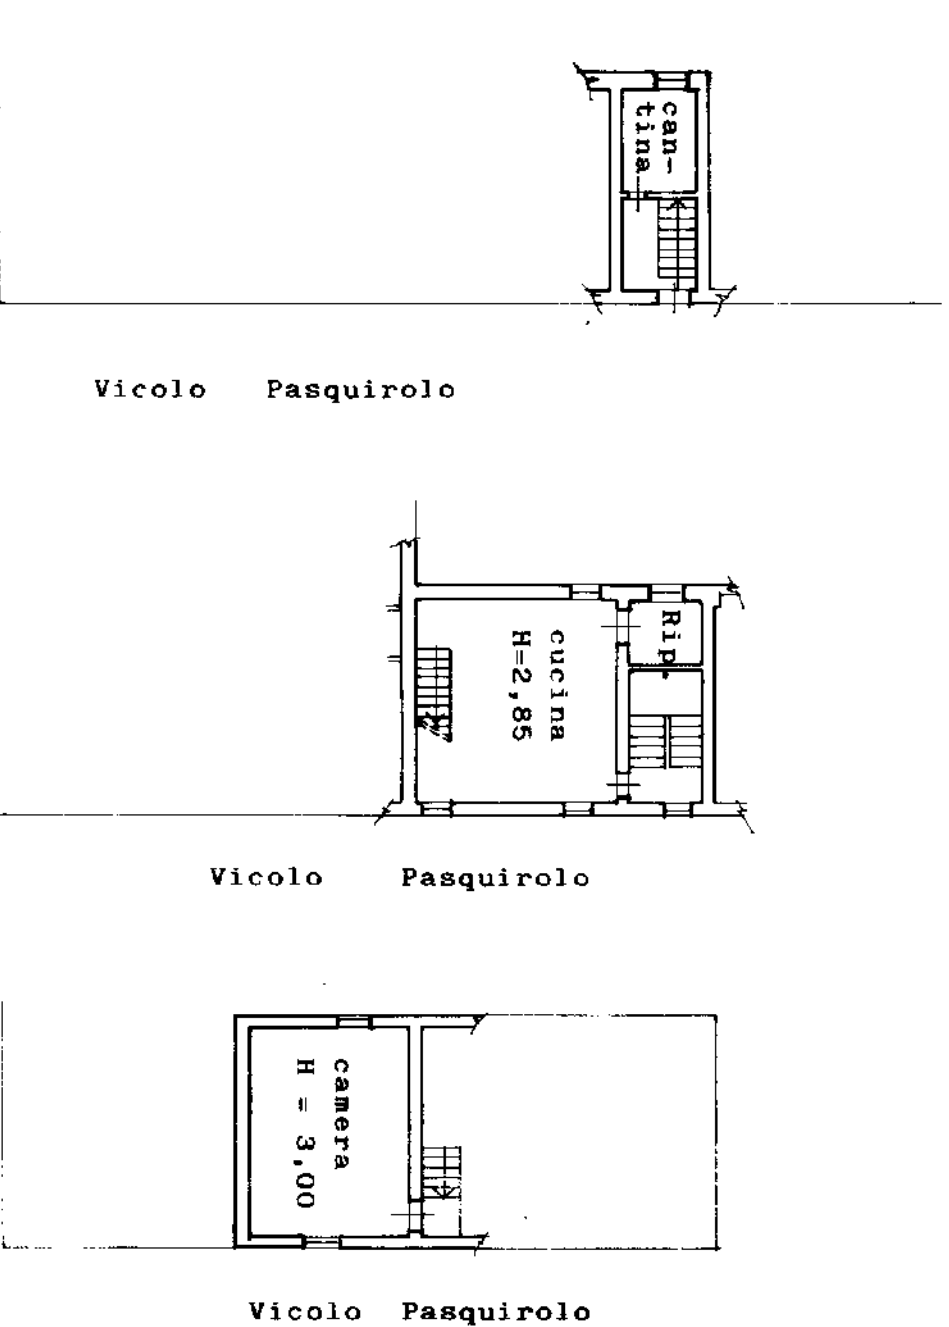 can-
tina
Vicolo Pasquirolo
cucina
H=2,85
Rip
Vicolo Pasquirolo
camera
H = 3,00
Vicolo Pasquirolo